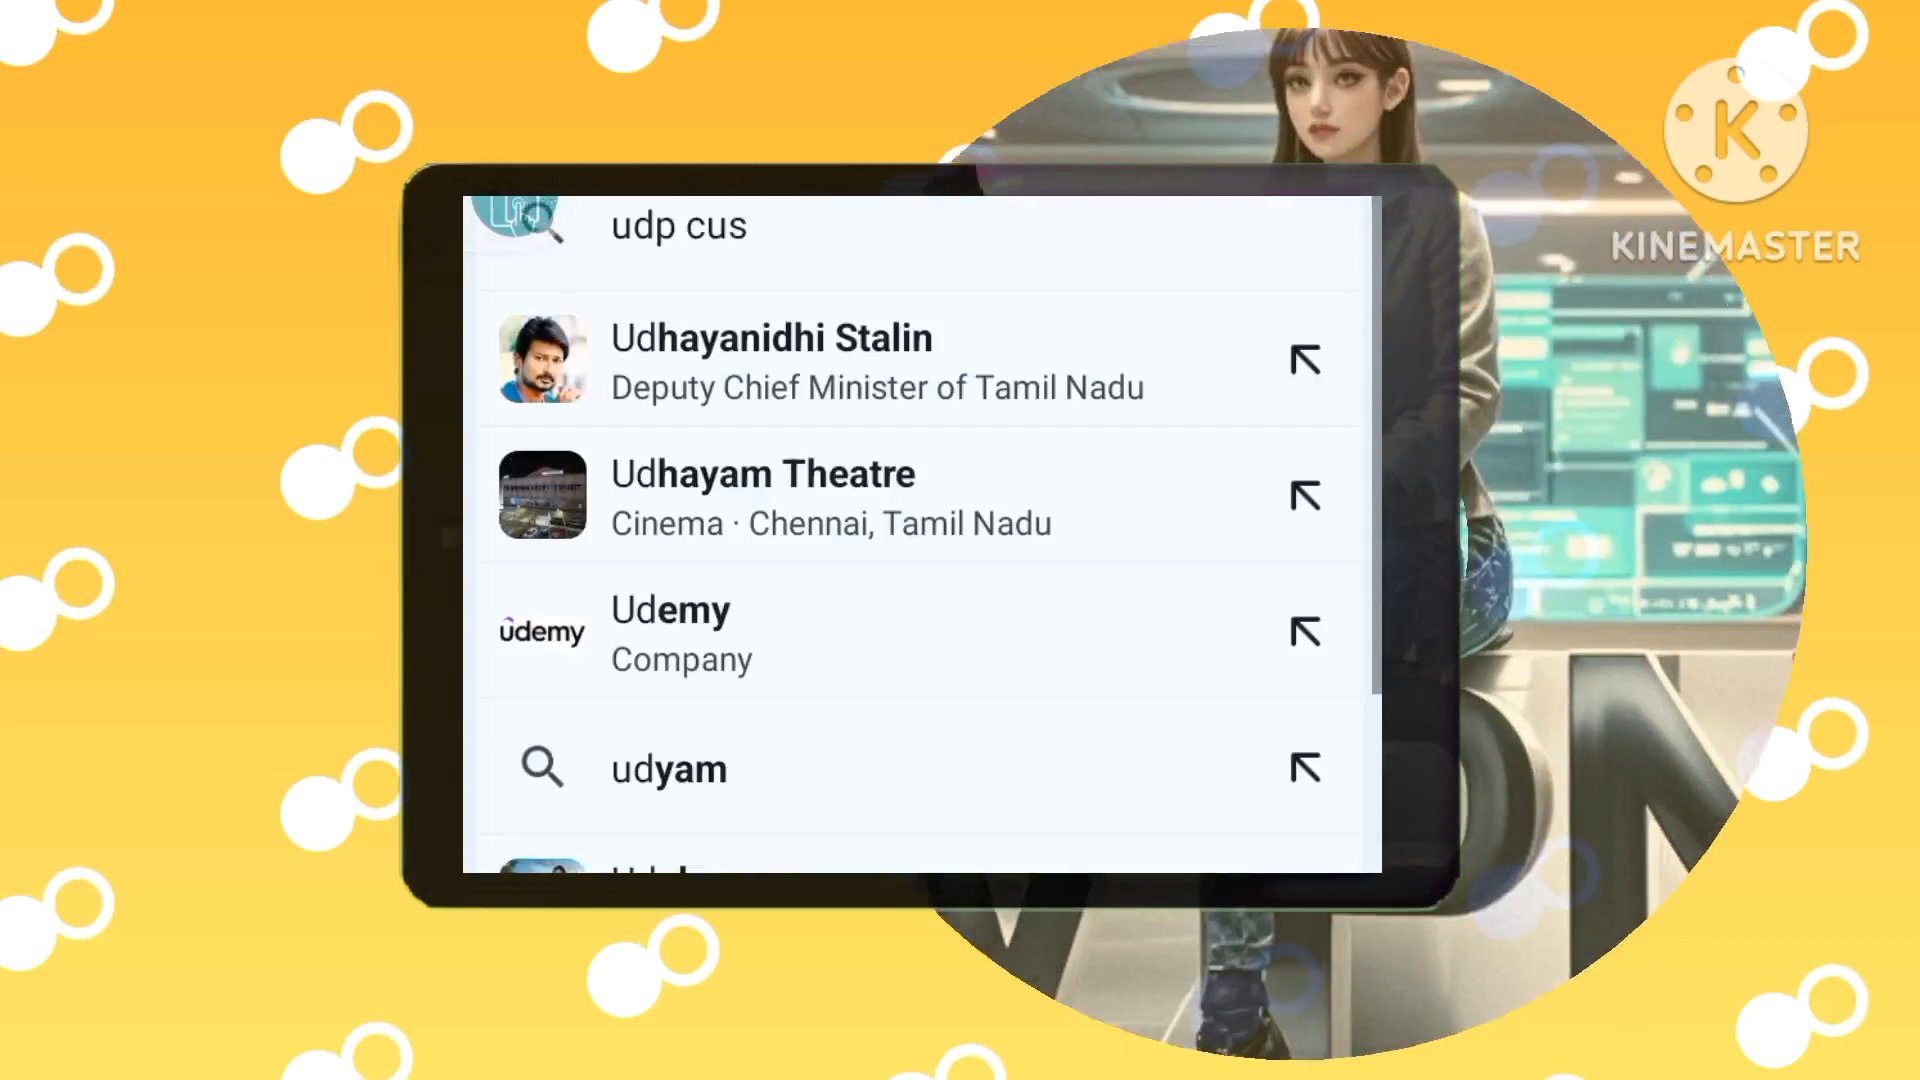 udp cus
Udhayanidhi Stalin
Deputy Chief Minister of Tamil Nadu
Udhayam Theatre
Cinema · Chennai, Tamil Nadu
Udemy
Company
udemy
udyam
K
KINEMASTER